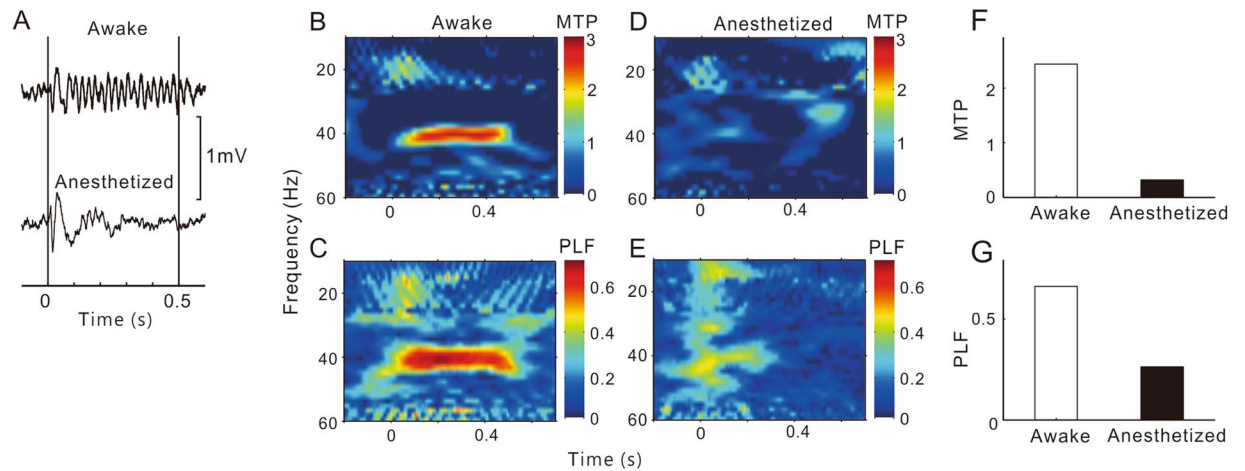 A
Awake
1mV
Anesthetized
0
0.5
Time (s)
B
Awake
MTP
3
2
1
0
20
40
60
0
0.4
C
PLF
0.6
0.4
0.2
0
20
40
60
0
0.4
Frequency (Hz)
D
Anesthetized
MTP
3
2
1
0
20
40
60
0
0.4
E
PLF
0.6
0.4
0.2
0
20
40
60
0
0.4
Time (s)
F
MTP
2
1
0
Awake
Anesthetized
G
PLF
0.5
0
Awake
Anesthetized